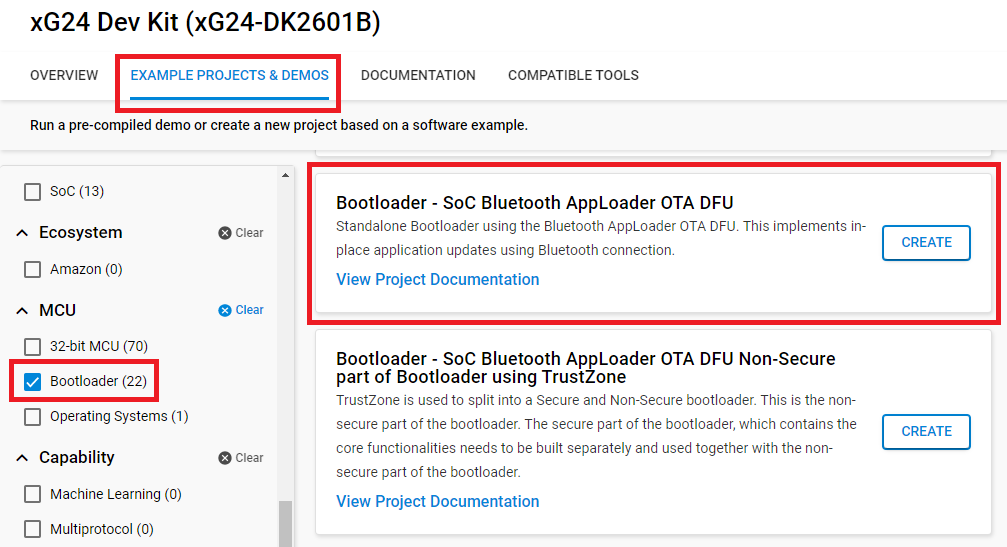 xG24 Dev Kit (xG24-DK2601B)
OVERVIEW
EXAMPLE PROJECTS & DEMOS
DOCUMENTATION
COMPATIBLE TOOLS
Run a pre-compiled demo or create a new project based on a software example.
SoC (13)
Ecosystem
Clear
Amazon (0)
MCU
Clear
32-bit MCU (70)
Bootloader (22)
Operating Systems (1)
Capability
Clear
Machine Learning (0)
Multiprotocol (0)
Bootloader - SoC Bluetooth AppLoader OTA DFU
Standalone Bootloader using the Bluetooth AppLoader OTA DFU. This implements in-
place application updates using Bluetooth connection.
View Project Documentation
CREATE
Bootloader - SoC Bluetooth AppLoader OTA DFU Non-Secure
part of Bootloader using TrustZone
TrustZone is used to split into a Secure and Non-Secure bootloader. This is the non-
secure part of the bootloader. The secure part of the bootloader, which contains the
core functionalities needs to be built separately and used together with the non-
secure part of the bootloader.
View Project Documentation
CREATE